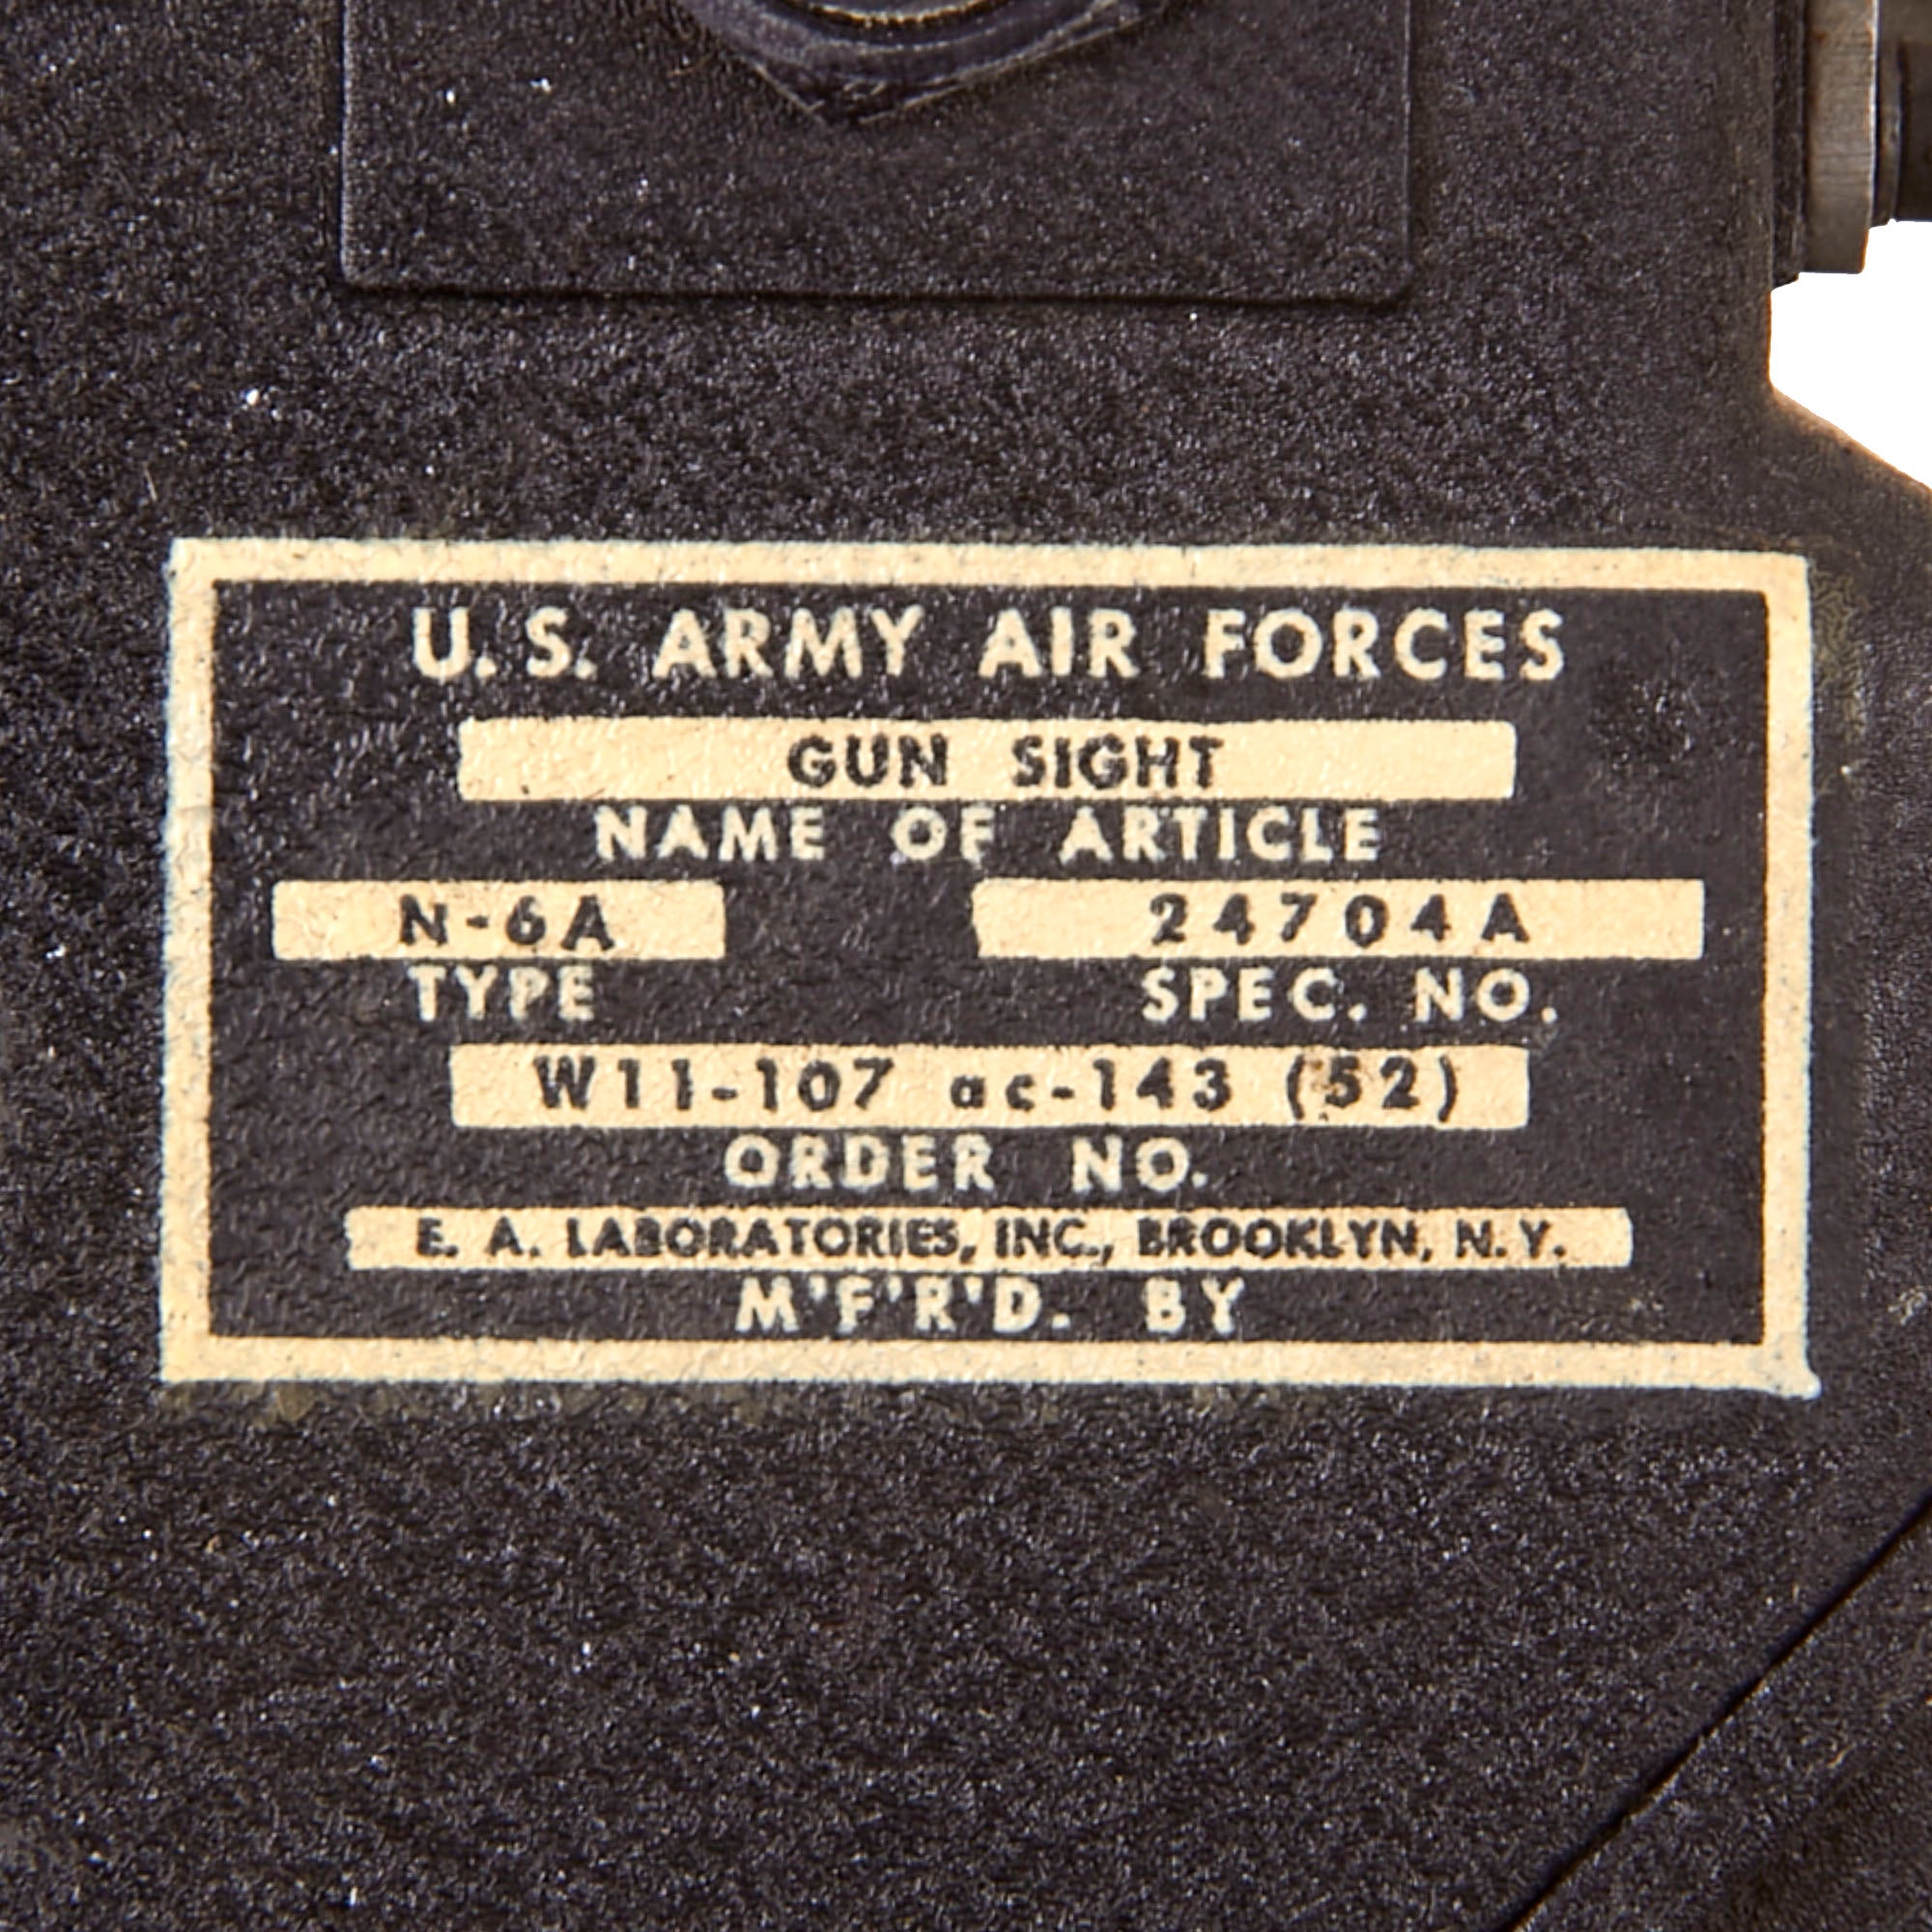 U.S. ARMY AIR FORCES
GUN SIGHT
NAME OF ARTICLE
N-6A 24704A
TYPE SPEC. NO.
W11-107 ac-143 (52)
ORDER NO.
E. A. LABORATORIES, INC., BROOKLYN, N.Y.
M'F'R'D. BY